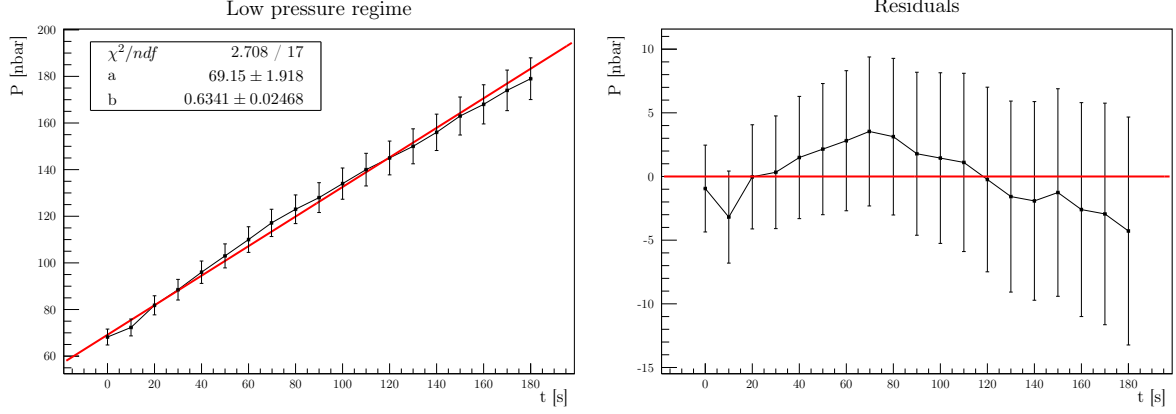 Low pressure regime
P [nbar]
200
180
160
140
120
100
80
60
χ²/ndf 2.708 / 17
a 69.15 ± 1.918
b 0.6341 ± 0.02468
0 20 40 60 80 100 120 140 160 180
t [s]
Residuals
P [nbar]
10
5
0
-5
-10
-15
0 20 40 60 80 100 120 140 160 180
t [s]